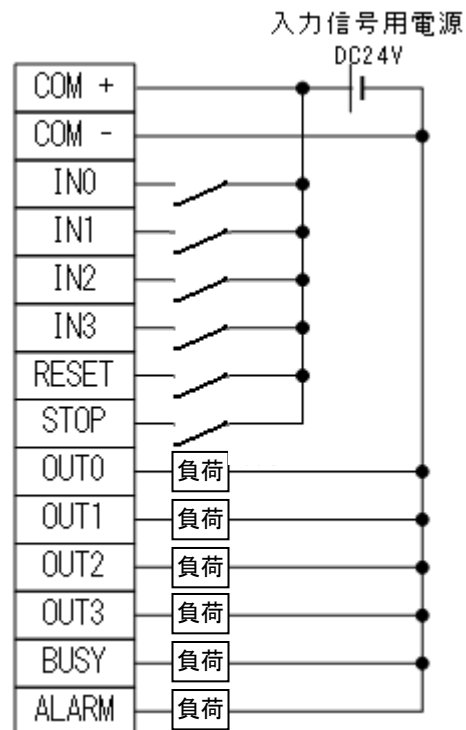 入力信号用電源
DC24V
COM +
COM -
IN0
IN1
IN2
IN3
RESET
STOP
OUT0 負荷
OUT1 負荷
OUT2 負荷
OUT3 負荷
BUSY 負荷
ALARM 負荷